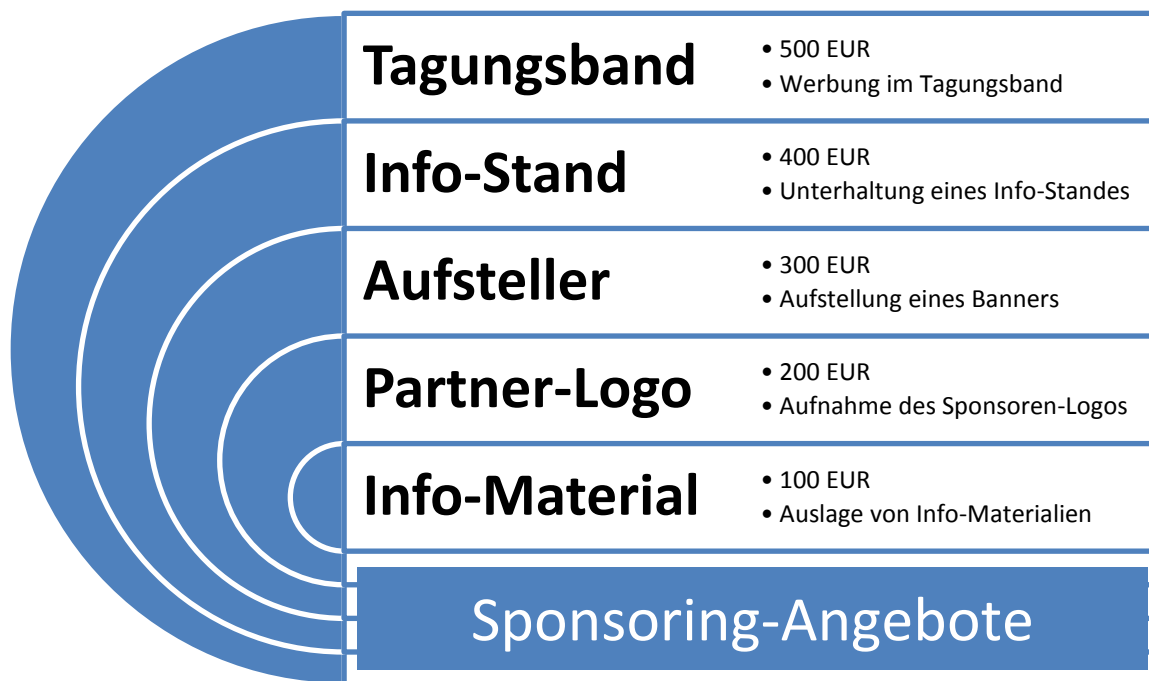 Tagungsband
• 500 EUR
• Werbung im Tagungsband
Info-Stand
• 400 EUR
• Unterhaltung eines Info-Standes
Aufsteller
• 300 EUR
• Aufstellung eines Banners
Partner-Logo
• 200 EUR
• Aufnahme des Sponsoren-Logos
Info-Material
• 100 EUR
• Auslage von Info-Materialien
Sponsoring-Angebote